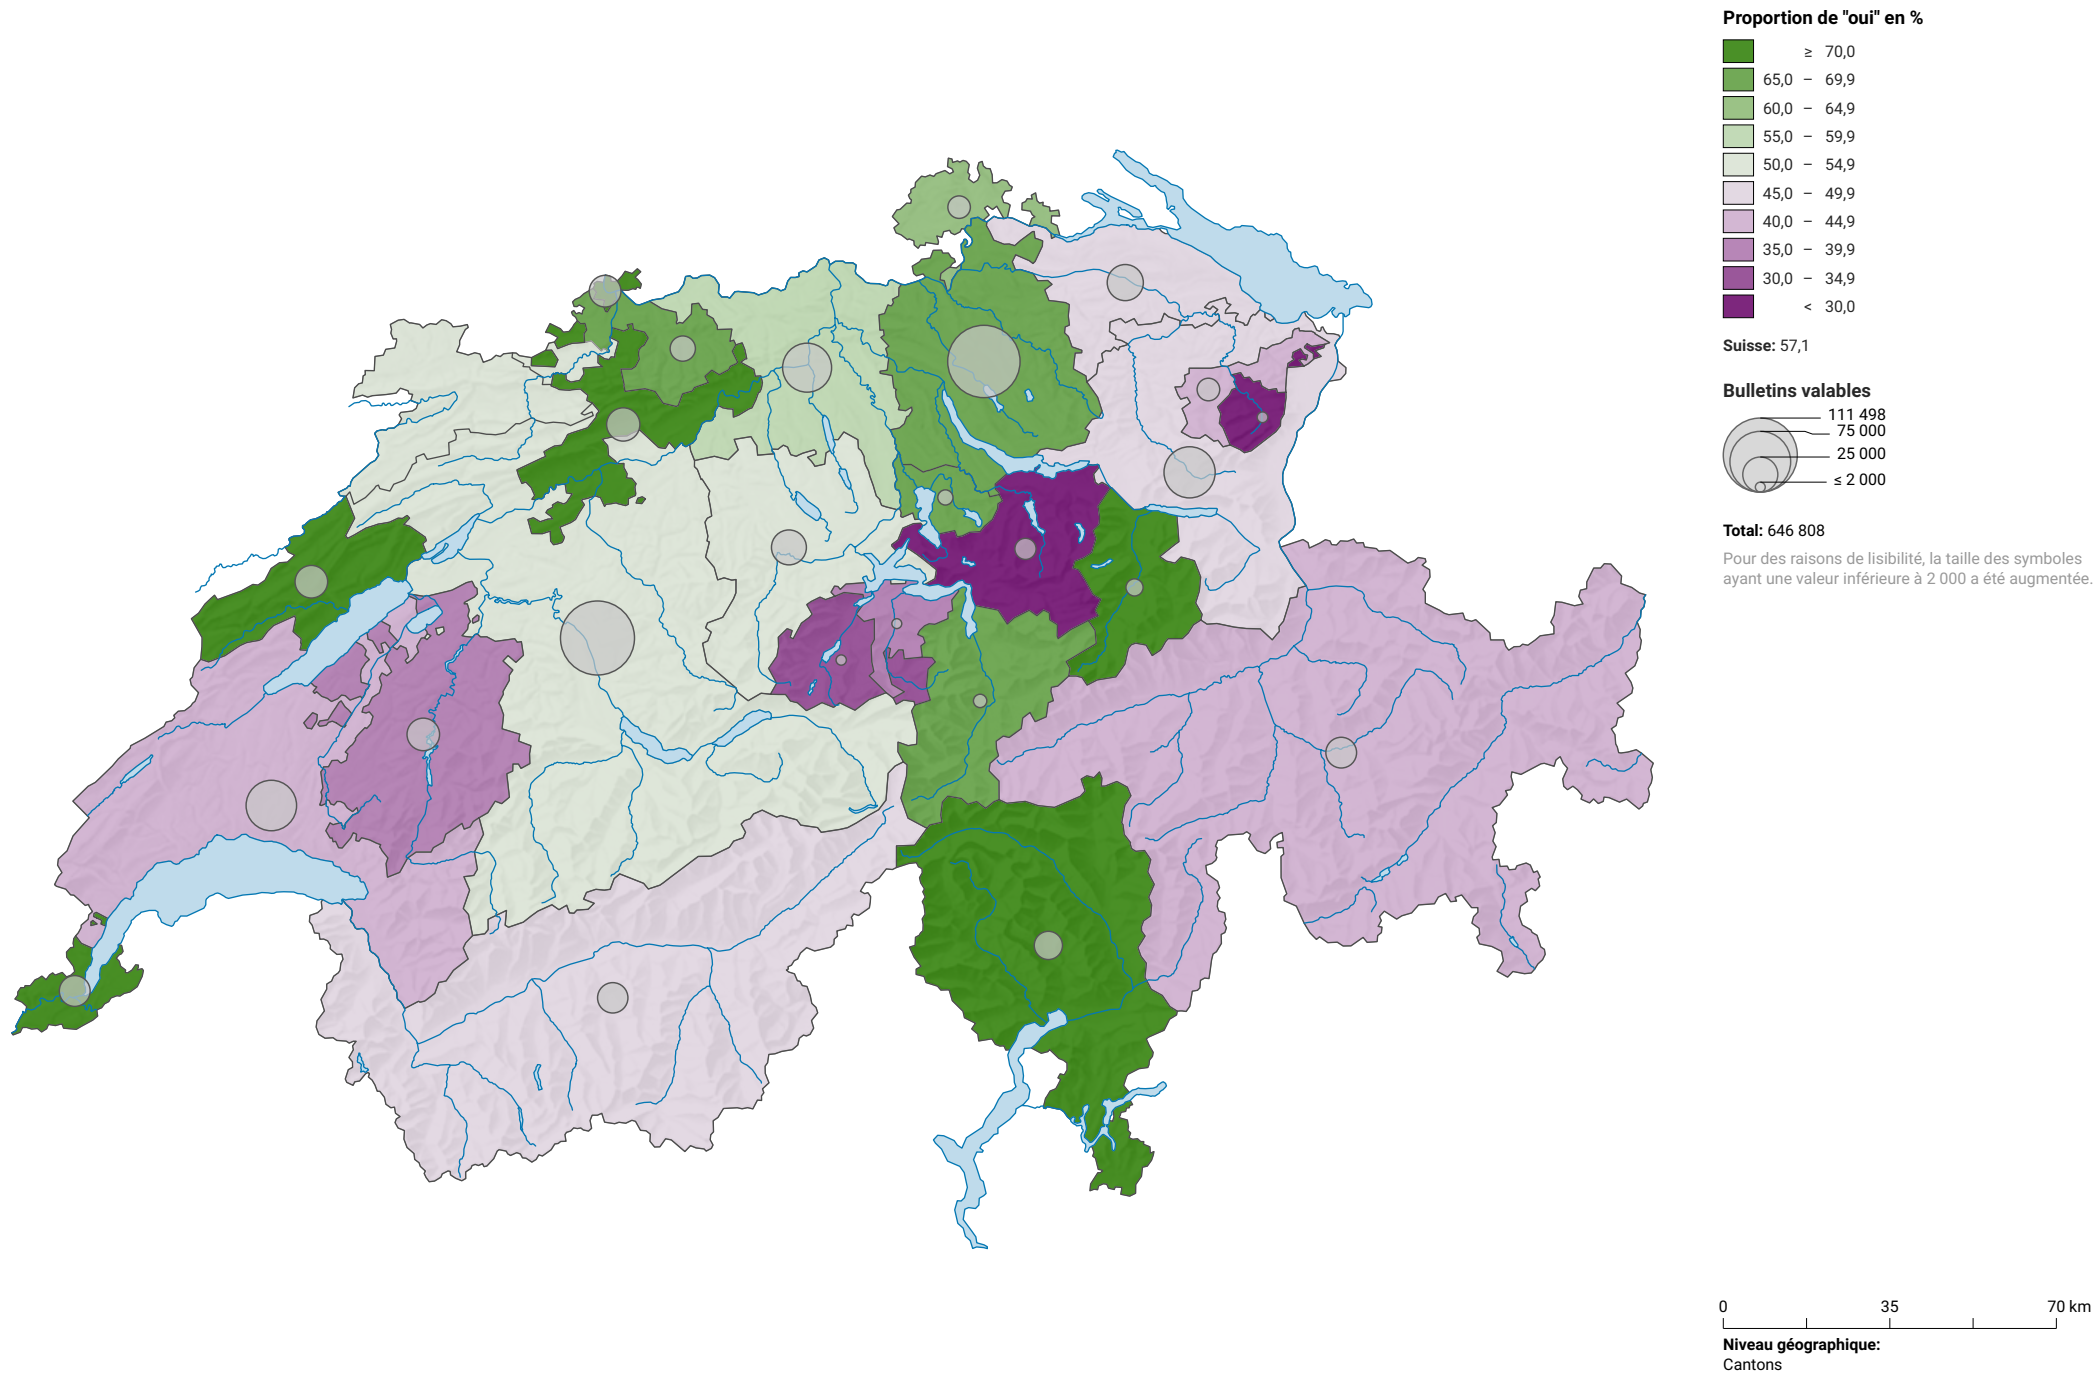 Proportion de "oui" en %
≥ 70,0
65,0 – 69,9
60,0 – 64,9
55,0 – 59,9
50,0 – 54,9
45,0 – 49,9
40,0 – 44,9
35,0 – 39,9
30,0 – 34,9
< 30,0
Suisse: 57,1
Bulletins valables
111 498
75 000
25 000
≤ 2 000
Total: 646 808
Pour des raisons de lisibilité, la taille des symboles
ayant une valeur inférieure à 2 000 a été augmentée.
0 35 70 km
Niveau géographique:
Cantons